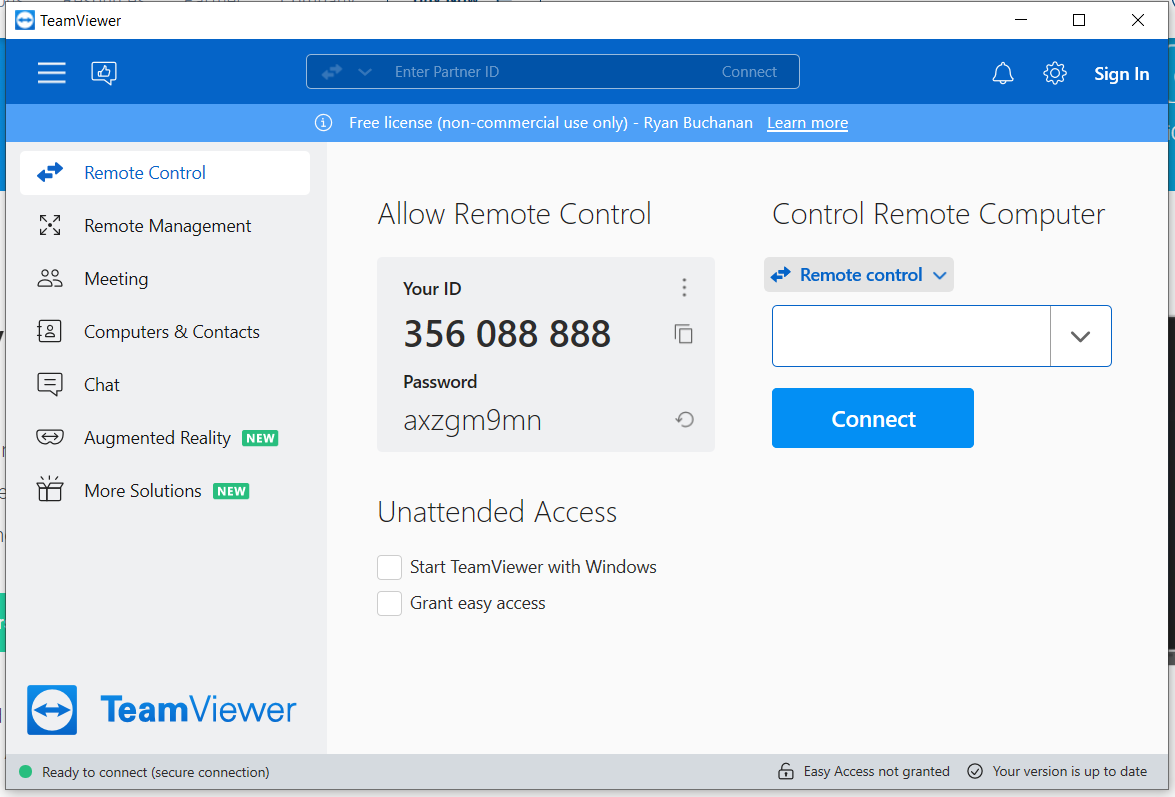 TeamViewer
Enter Partner ID
Connect
Sign In
Free license (non-commercial use only) - Ryan Buchanan Learn more
Remote Control
Remote Management
Meeting
Computers & Contacts
Chat
Augmented Reality NEW
More Solutions NEW
TeamViewer
Allow Remote Control
Your ID
356 088 888
Password
axzgm9mn
Unattended Access
Start TeamViewer with Windows
Grant easy access
Control Remote Computer
Remote control
Connect
Ready to connect (secure connection)
Easy Access not granted
Your version is up to date